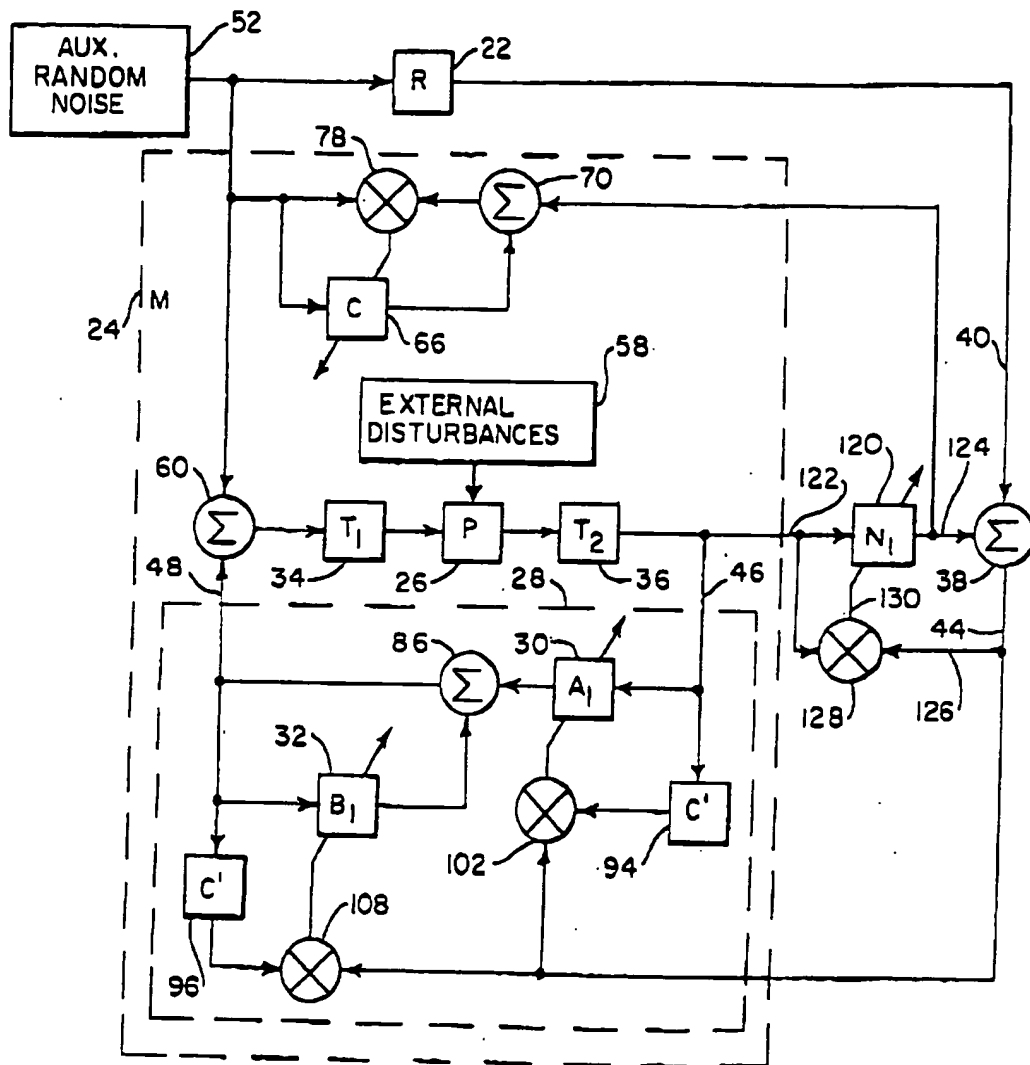 52
AUX.
RANDOM
NOISE
22
R
78
Σ
70
M
24
C
66
40
58
EXTERNAL
DISTURBANCES
60
120
122
124
Σ
T1
P
T2
N1
Σ
34
26
36
38
48
28
46
130
44
30
86
Σ
A1
128
126
32
B1
C'
102
94
C'
108
96